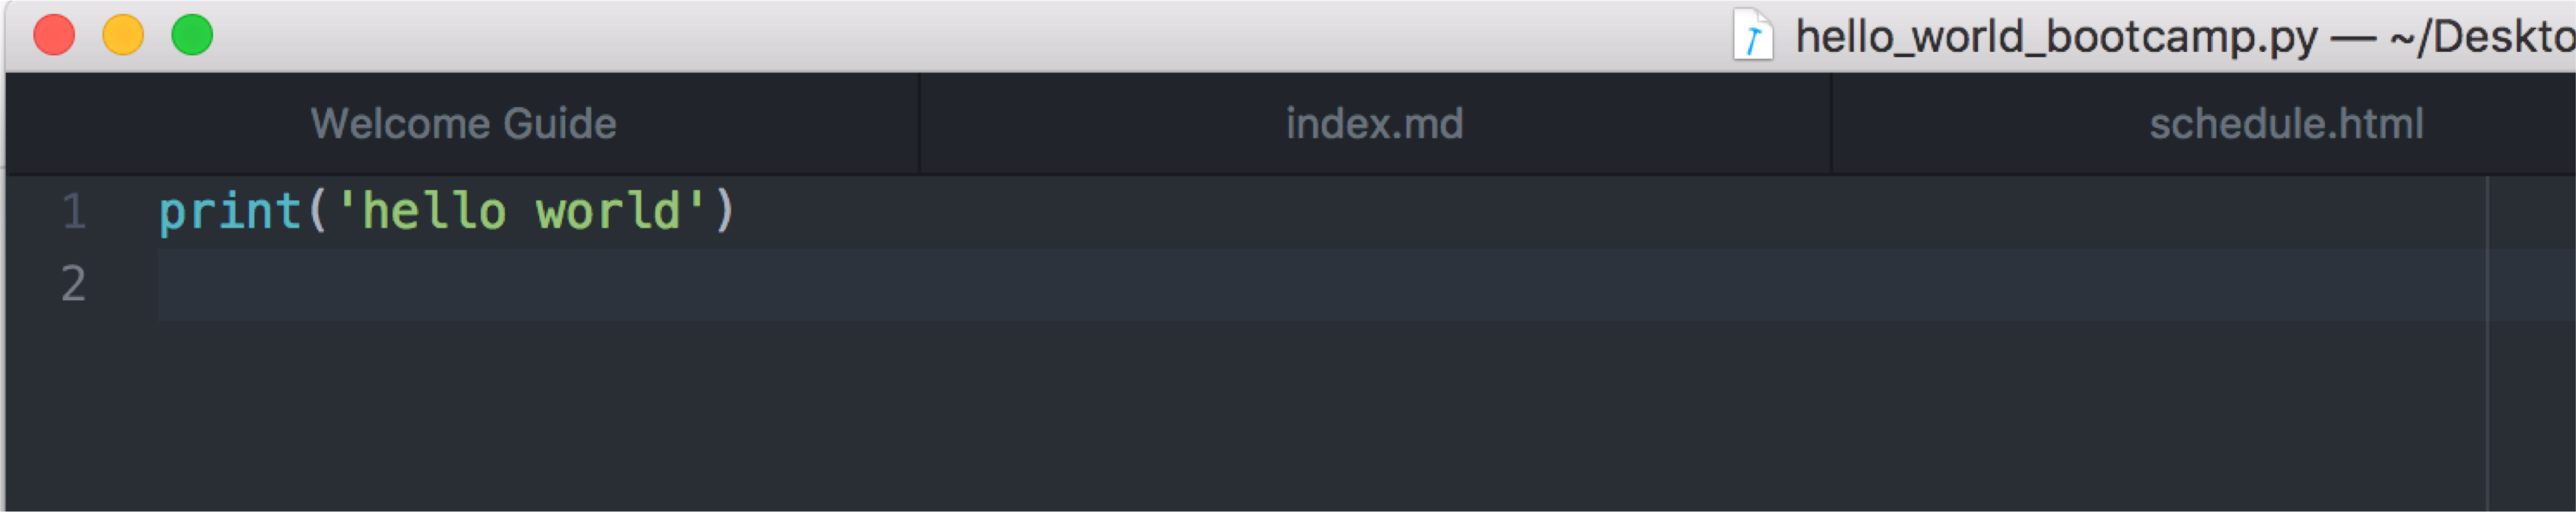 hello_world_bootcamp.py — ~/Deskto
Welcome Guide
index.md
schedule.html
1 print('hello world')
2